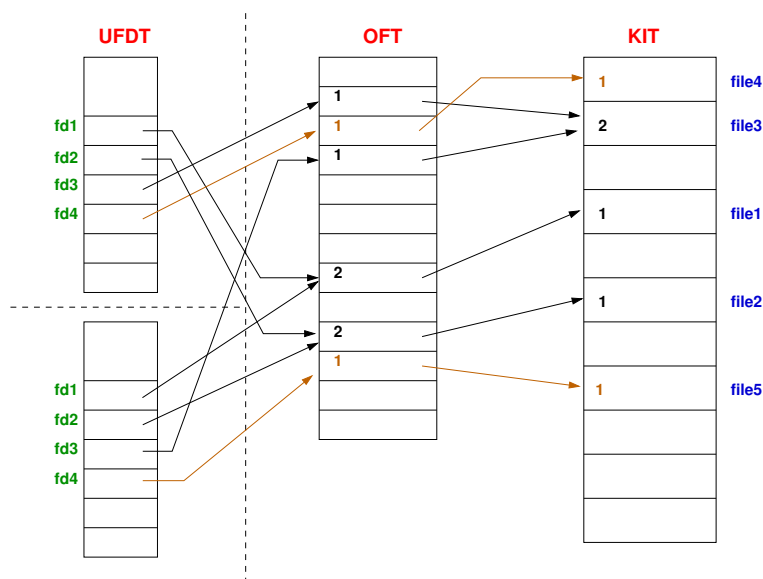 UFDT OFT KIT
1 file4
1
fd1 1 2 file3
fd2 1
fd3
fd4 1 file1
2
2 1 file2
1
fd1 1 file5
fd2
fd3
fd4